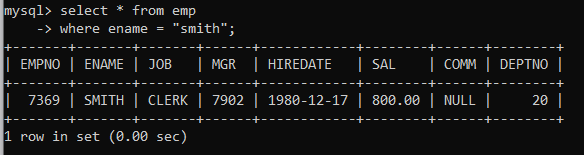 mysql> select * from emp
    -> where ename = "smith";
+-------+-------+-------+------+------------+--------+------+--------+
| EMPNO | ENAME | JOB   | MGR  | HIREDATE   | SAL    | COMM | DEPTNO |
+-------+-------+-------+------+------------+--------+------+--------+
|  7369 | SMITH | CLERK | 7902 | 1980-12-17 | 800.00 | NULL |     20 |
+-------+-------+-------+------+------------+--------+------+--------+
1 row in set (0.00 sec)